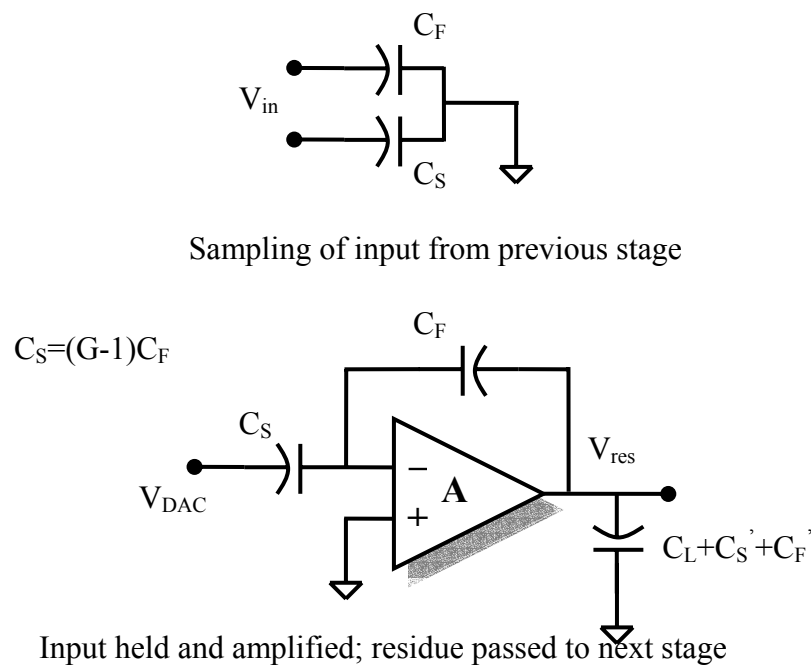 C_F
V_in
C_S
Sampling of input from previous stage
C_F
C_S=(G-1)C_F
C_S
V_res
V_DAC
−
A
+
C_L+C_S'+C_F'
Input held and amplified; residue passed to next stage